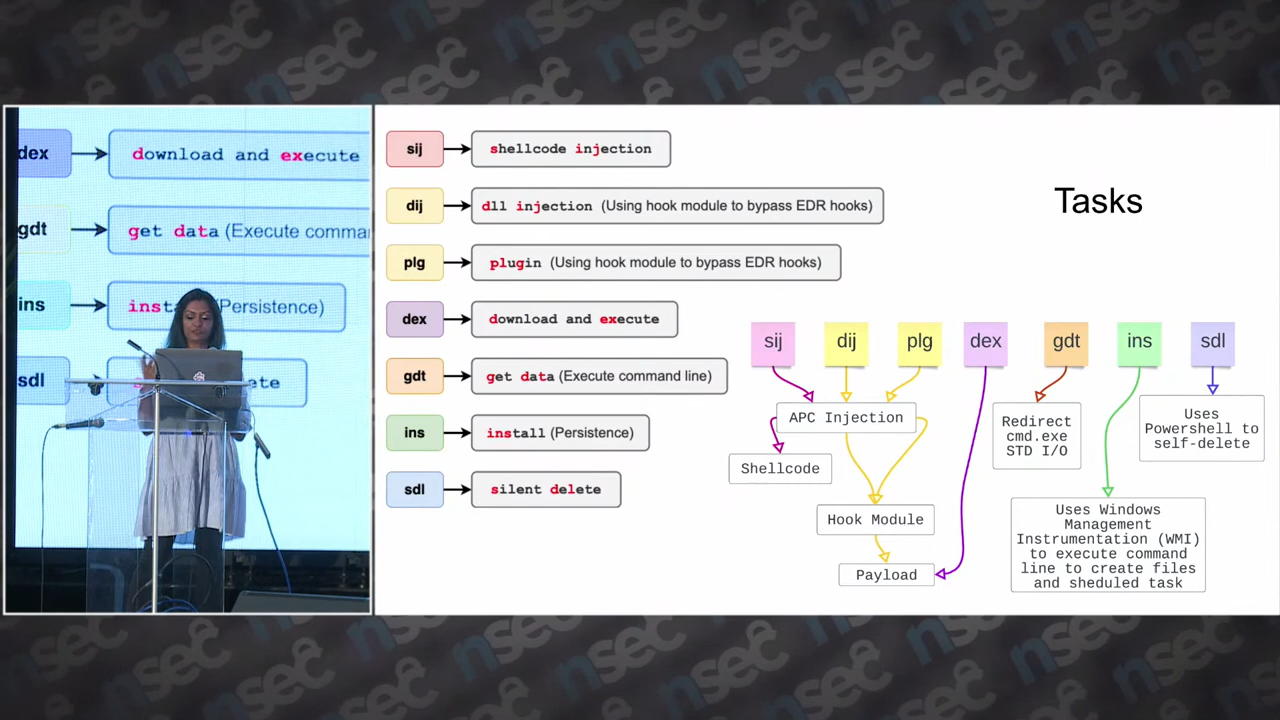 nsec
dex
download and execute
gdt
get data (Execute comma
ins
inst
Persistence)
sdl
ete
sij
shellcode injection
dij
dll injection (Using hook module to bypass EDR hooks)
plg
plugin (Using hook module to bypass EDR hooks)
dex
download and execute
gdt
get data (Execute command line)
ins
install (Persistence)
sdl
silent delete
Tasks
sij dij plg dex gdt ins sdl
APC Injection
Shellcode
Hook Module
Payload
Redirect
cmd.exe
STD I/O
Uses Windows
Management
Instrumentation (WMI)
to execute command
line to create files
and sheduled task
Uses
Powershell to
self-delete
nsec